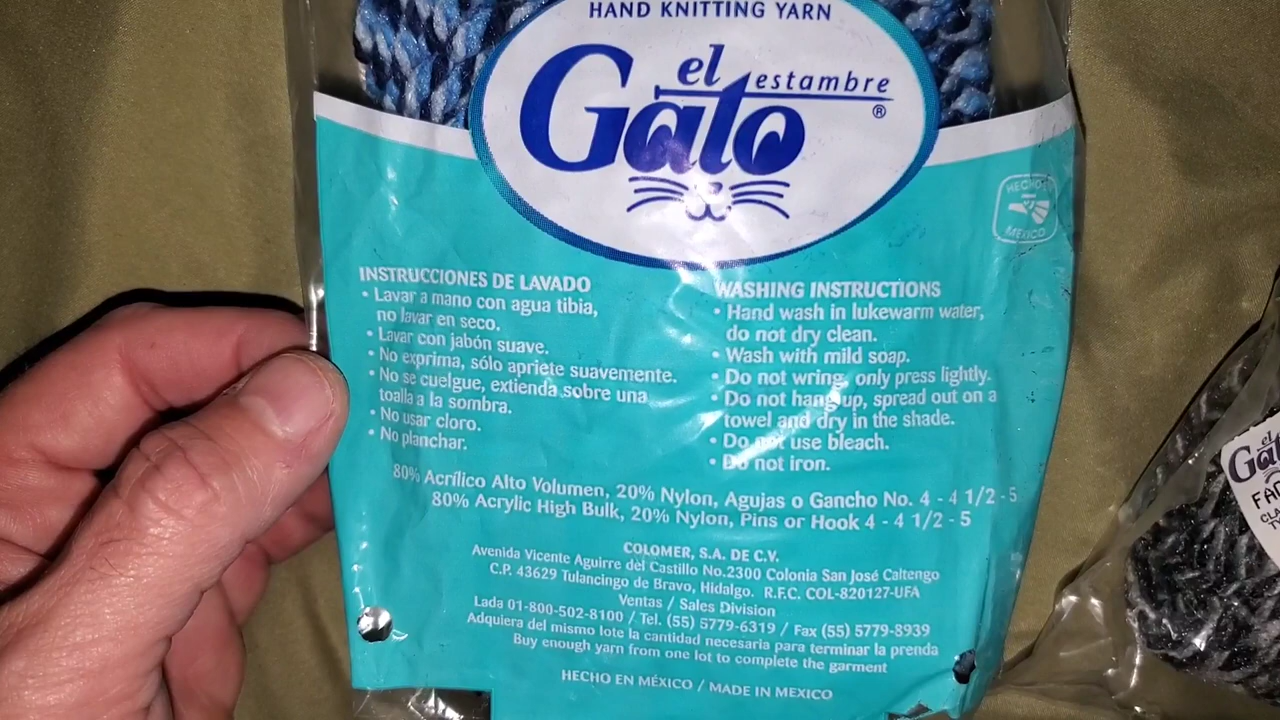 HAND KNITTING YARN
el
estambre
Gato
®
HECHO EN
MEXICO
INSTRUCCIONES DE LAVADO
• Lavar a mano con agua tibia,
no lavar en seco.
• Lavar con jabón suave.
• No exprima, sólo apriete suavemente.
• No se cuelgue, extienda sobre una
toalla a la sombra.
• No usar cloro.
• No planchar.
WASHING INSTRUCTIONS
• Hand wash in lukewarm water,
do not dry clean.
• Wash with mild soap.
• Do not wring, only press lightly.
• Do not hang up, spread out on a
towel and dry in the shade.
• Do not use bleach.
• Do not iron.
80% Acrílico Alto Volumen, 20% Nylon, Agujas o Gancho No. 4 - 4 1/2 - 5
80% Acrylic High Bulk, 20% Nylon, Pins or Hook 4 - 4 1/2 - 5
COLOMER, S.A. DE C.V.
Avenida Vicente Aguirre del Castillo No.2300 Colonia San José Caltengo
C.P. 43629 Tulancingo de Bravo, Hidalgo. R.F.C. COL-820127-UFA
Ventas / Sales Division
Lada 01-800-502-8100 / Tel. (55) 5779-6319 / Fax (55) 5779-8939
Adquiera del mismo lote la cantidad necesaria para terminar la prenda
Buy enough yarn from one lot to complete the garment
HECHO EN MÉXICO / MADE IN MEXICO
el